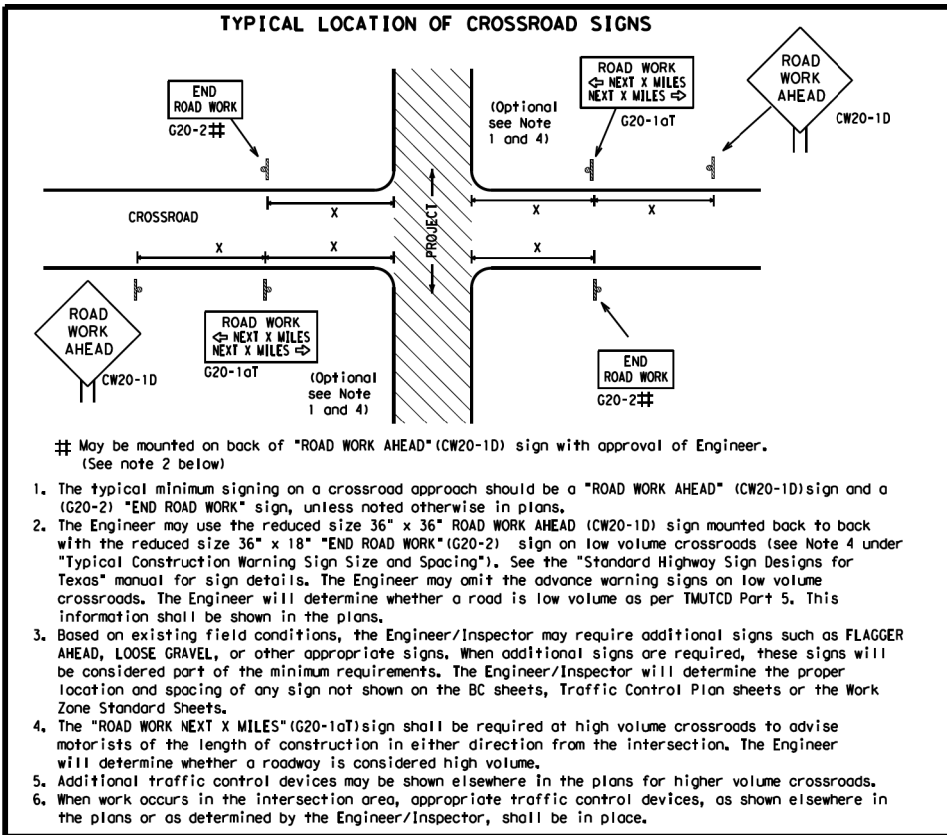 TYPICAL LOCATION OF CROSSROAD SIGNS
END
ROAD WORK
G20-2#
(Optional
see Note
1 and 4)
ROAD WORK
⇦ NEXT X MILES
NEXT X MILES ⇨
G20-1aT
ROAD
WORK
AHEAD
CW20-1D
CROSSROAD
X
X
X
PROJECT
X
X
X
ROAD
WORK
AHEAD
CW20-1D
ROAD WORK
⇦ NEXT X MILES
NEXT X MILES ⇨
G20-1aT
(Optional
see Note
1 and 4)
END
ROAD WORK
G20-2#
# May be mounted on back of "ROAD WORK AHEAD"(CW20-1D) sign with approval of Engineer.
(See note 2 below)
1. The typical minimum signing on a crossroad approach should be a "ROAD WORK AHEAD" (CW20-1D)sign and a
(G20-2) "END ROAD WORK" sign, unless noted otherwise in plans.
2. The Engineer may use the reduced size 36" x 36" ROAD WORK AHEAD (CW20-1D) sign mounted back to back
with the reduced size 36" x 18" "END ROAD WORK"(G20-2) sign on low volume crossroads (see Note 4 under
"Typical Construction Warning Sign Size and Spacing"). See the "Standard Highway Sign Designs for
Texas" manual for sign details. The Engineer may omit the advance warning signs on low volume
crossroads. The Engineer will determine whether a road is low volume as per TMUTCD Part 5. This
information shall be shown in the plans.
3. Based on existing field conditions, the Engineer/Inspector may require additional signs such as FLAGGER
AHEAD, LOOSE GRAVEL, or other appropriate signs. When additional signs are required, these signs will
be considered part of the minimum requirements. The Engineer/Inspector will determine the proper
location and spacing of any sign not shown on the BC sheets, Traffic Control Plan sheets or the Work
Zone Standard Sheets.
4. The "ROAD WORK NEXT X MILES"(G20-1aT)sign shall be required at high volume crossroads to advise
motorists of the length of construction in either direction from the intersection. The Engineer
will determine whether a roadway is considered high volume.
5. Additional traffic control devices may be shown elsewhere in the plans for higher volume crossroads.
6. When work occurs in the intersection area, appropriate traffic control devices, as shown elsewhere in
the plans or as determined by the Engineer/Inspector, shall be in place.